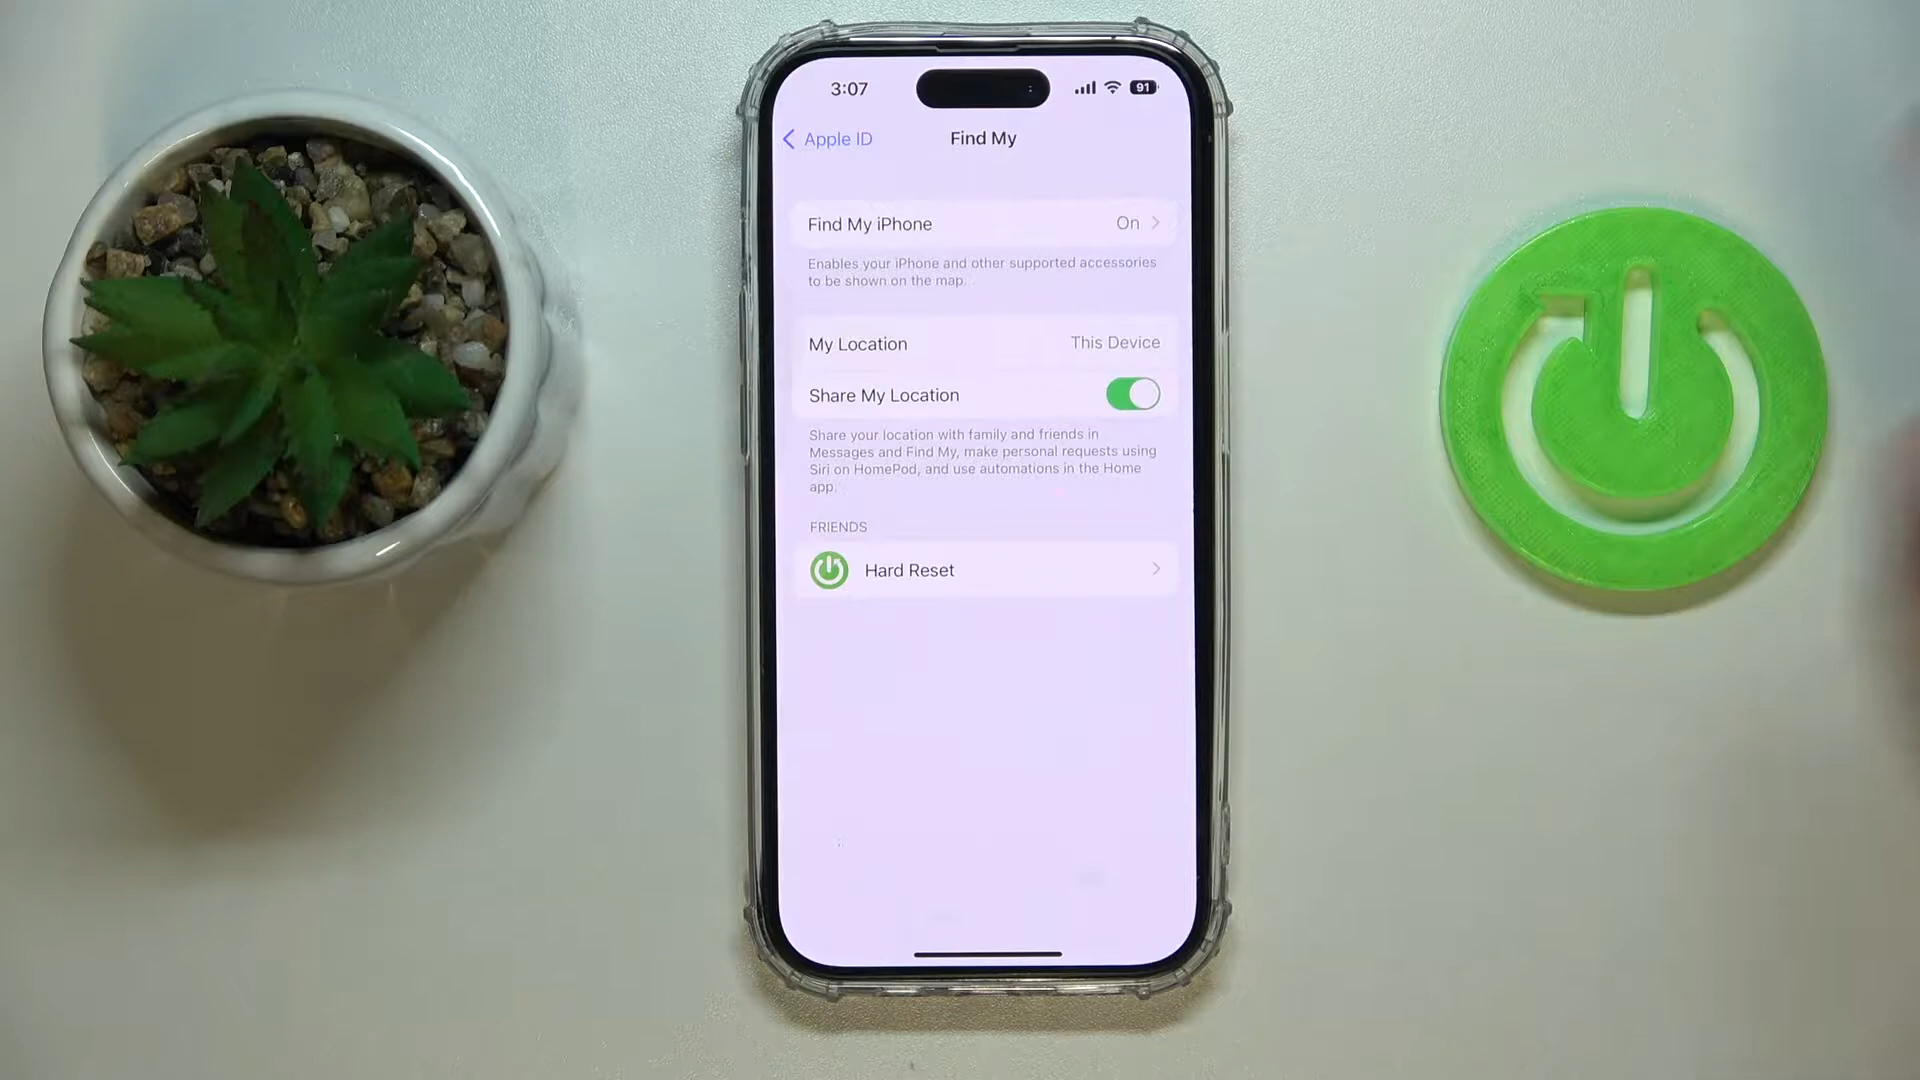 3:07
91
Apple ID
Find My
Find My iPhone
On
Enables your iPhone and other supported accessories
to be shown on the map.
My Location
This Device
Share My Location
Share your location with family and friends in
Messages and Find My, make personal requests using
Siri on HomePod, and use automations in the Home
app.
FRIENDS
Hard Reset